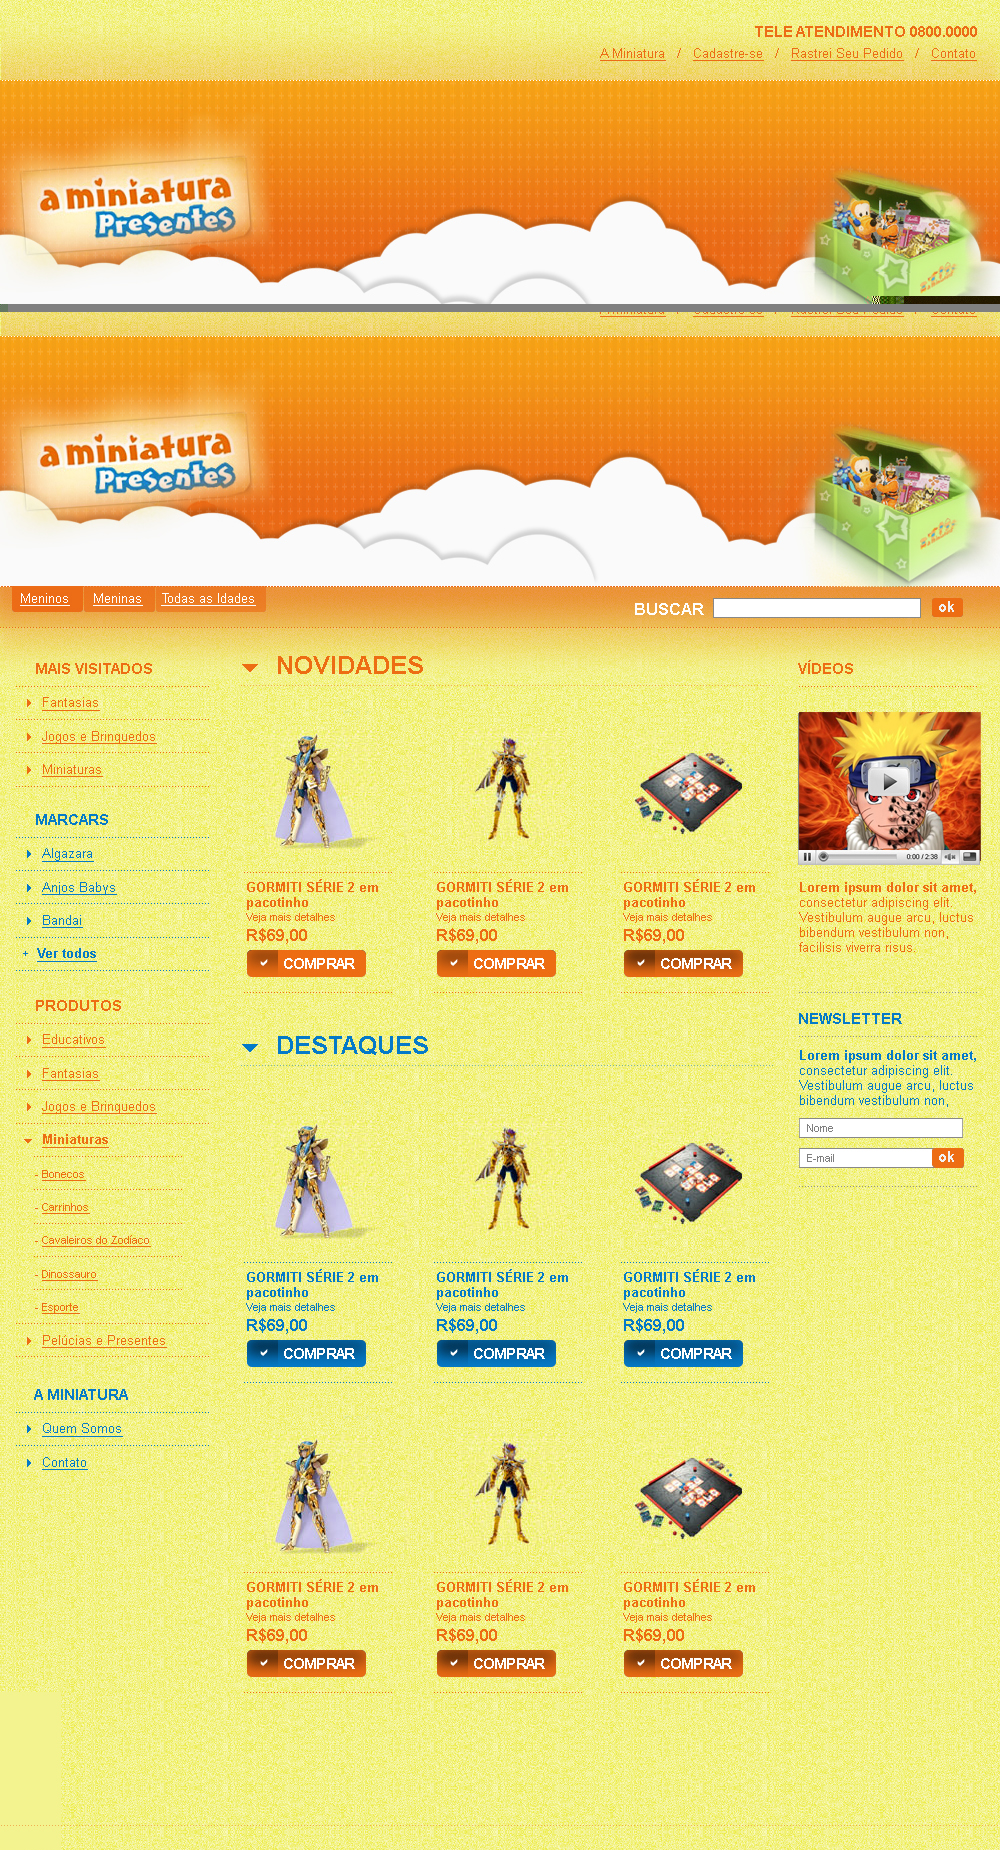 TELE ATENDIMENTO 0800.0000
A Miniatura / Cadastre-se / Rastrei Seu Pedido / Contato
a miniatura
Presentes
A Miniatura / Cadastre-se / Rastrei Seu Pedido / Contato
a miniatura
Presentes
Meninos Meninas Todas as Idades
BUSCAR ok
MAIS VISITADOS
Fantasias
Jogos e Brinquedos
Miniaturas
MARCARS
Algazara
Anjos Babys
Bandai
+ Ver todos
PRODUTOS
Educativos
Fantasias
Jogos e Brinquedos
Miniaturas
- Bonecos
- Carrinhos
- Cavaleiros do Zodíaco
- Dinossauro
- Esporte
Pelúcias e Presentes
A MINIATURA
Quem Somos
Contato
NOVIDADES
GORMITI SÉRIE 2 em
pacotinho
Veja mais detalhes
R$69,00
COMPRAR
GORMITI SÉRIE 2 em
pacotinho
Veja mais detalhes
R$69,00
COMPRAR
GORMITI SÉRIE 2 em
pacotinho
Veja mais detalhes
R$69,00
COMPRAR
DESTAQUES
GORMITI SÉRIE 2 em
pacotinho
Veja mais detalhes
R$69,00
COMPRAR
GORMITI SÉRIE 2 em
pacotinho
Veja mais detalhes
R$69,00
COMPRAR
GORMITI SÉRIE 2 em
pacotinho
Veja mais detalhes
R$69,00
COMPRAR
GORMITI SÉRIE 2 em
pacotinho
Veja mais detalhes
R$69,00
COMPRAR
GORMITI SÉRIE 2 em
pacotinho
Veja mais detalhes
R$69,00
COMPRAR
GORMITI SÉRIE 2 em
pacotinho
Veja mais detalhes
R$69,00
COMPRAR
VÍDEOS
0:00 / 2:38
Lorem ipsum dolor sit amet,
consectetur adipiscing elit.
Vestibulum augue arcu, luctus
bibendum vestibulum non,
facilisis viverra risus.
NEWSLETTER
Lorem ipsum dolor sit amet,
consectetur adipiscing elit.
Vestibulum augue arcu, luctus
bibendum vestibulum non,
Nome
E-mail ok